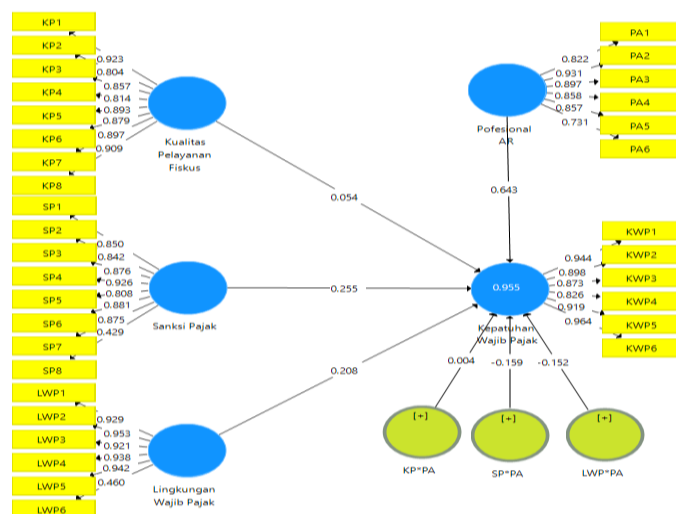 KP1
KP2
KP3
KP4
KP5
KP6
KP7
KP8
0.923
0.804
0.857
0.814
0.893
0.879
0.897
0.909
Kualitas
Pelayanan
Fiskus
SP1
SP2
SP3
SP4
SP5
SP6
SP7
SP8
0.850
0.842
0.876
0.926
0.808
0.881
0.875
0.429
Sanksi Pajak
LWP1
LWP2
LWP3
LWP4
LWP5
LWP6
0.929
0.953
0.921
0.938
0.942
0.460
Lingkungan
Wajib Pajak
0.054
0.255
0.208
Pofesional
AR
0.822
0.931
0.897
0.858
0.857
0.731
PA1
PA2
PA3
PA4
PA5
PA6
0.643
0.955
Kepatuhan
Wajib Pajak
0.944
0.898
0.873
0.826
0.919
0.964
KWP1
KWP2
KWP3
KWP4
KWP5
KWP6
0.004
-0.159
-0.152
[+]
[+]
[+]
KP*PA
SP*PA
LWP*PA